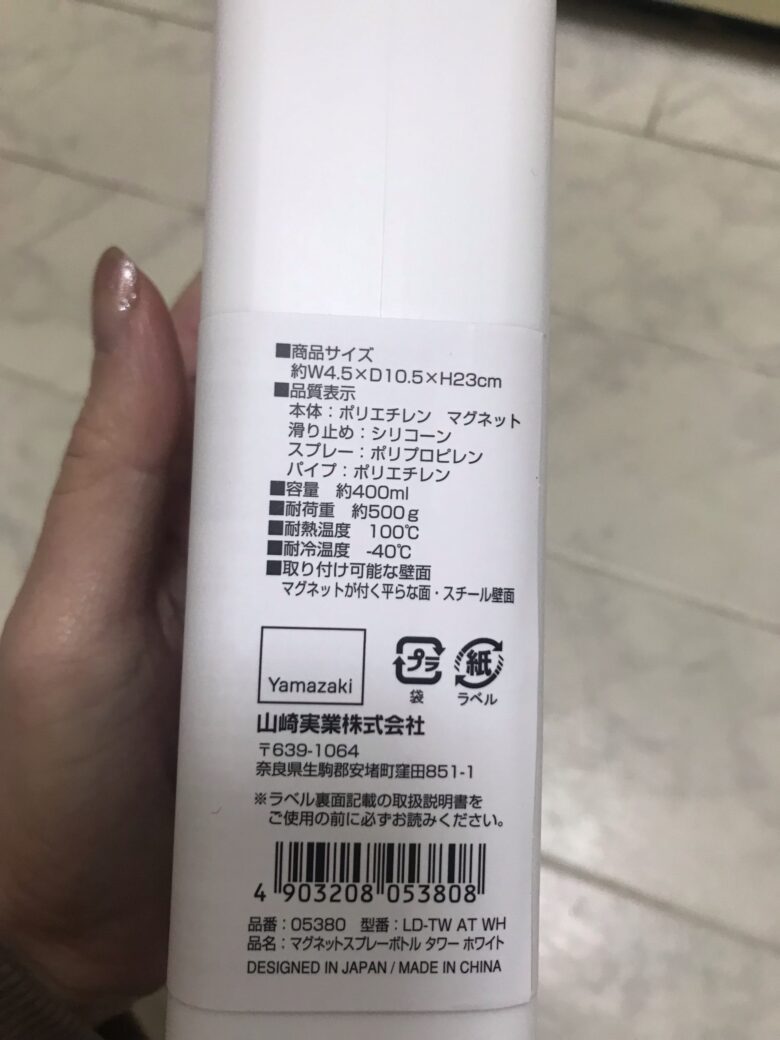 ■商品サイズ
約W4.5×D10.5×H23cm
■品質表示
本体：ポリエチレン　マグネット
滑り止め：シリコーン
スプレー：ポリプロピレン
パイプ：ポリエチレン
■容量　約400ml
■耐荷重　約500g
■耐熱温度　100℃
■耐冷温度　-40℃
■取り付け可能な壁面
マグネットが付く平らな面・スチール壁面
Yamazaki
プラ
袋
紙
ラベル
山崎実業株式会社
〒639-1064
奈良県生駒郡安堵町窪田851-1
※ラベル裏面記載の取扱説明書を
ご使用の前に必ずお読みください。
4 903208 053808
品番：05380　型番：LD-TW AT WH
品名：マグネットスプレーボトル タワー ホワイト
DESIGNED IN JAPAN / MADE IN CHINA